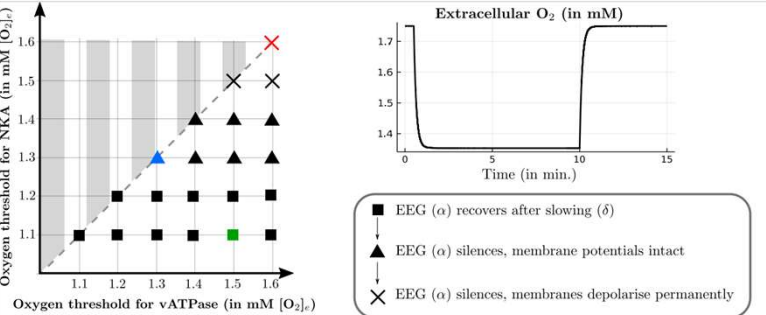 Oxygen threshold for NKA (in mM [O₂]ₑ)
1.6
1.5
1.4
1.3
1.2
1.1
1.1 1.2 1.3 1.4 1.5 1.6
Oxygen threshold for vATPase (in mM [O₂]ₑ)
Extracellular O₂ (in mM)
1.7
1.6
1.5
1.4
0 5 10 15
Time (in min.)
EEG (α) recovers after slowing (δ)
EEG (α) silences, membrane potentials intact
EEG (α) silences, membranes depolarise permanently